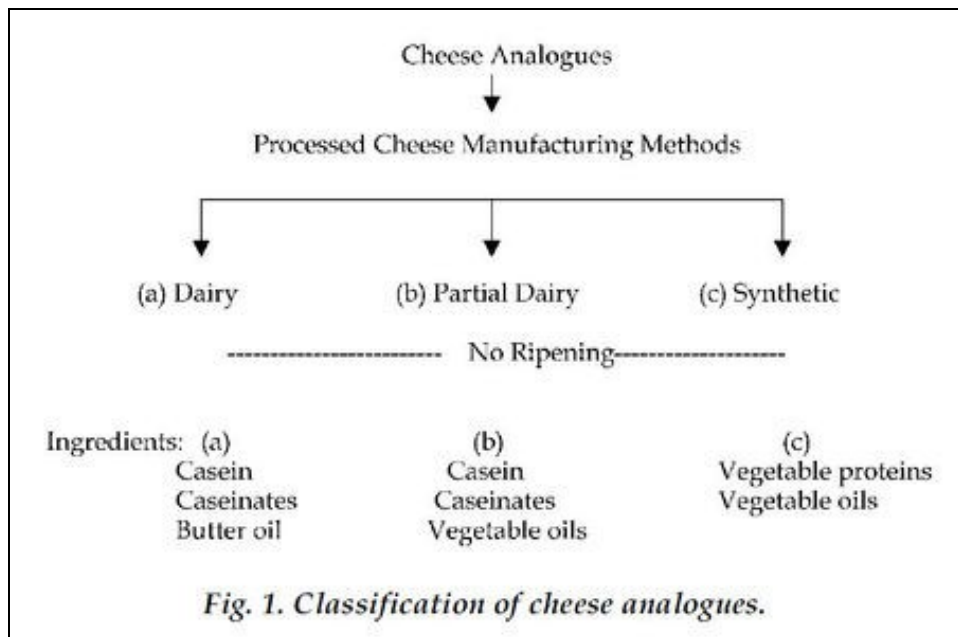 Cheese Analogues
Processed Cheese Manufacturing Methods
(a) Dairy (b) Partial Dairy (c) Synthetic
------------------------- No Ripening--------------------
Ingredients: (a) (b) (c)
Casein Casein Vegetable proteins
Caseinates Caseinates Vegetable oils
Butter oil Vegetable oils
Fig. 1. Classification of cheese analogues.